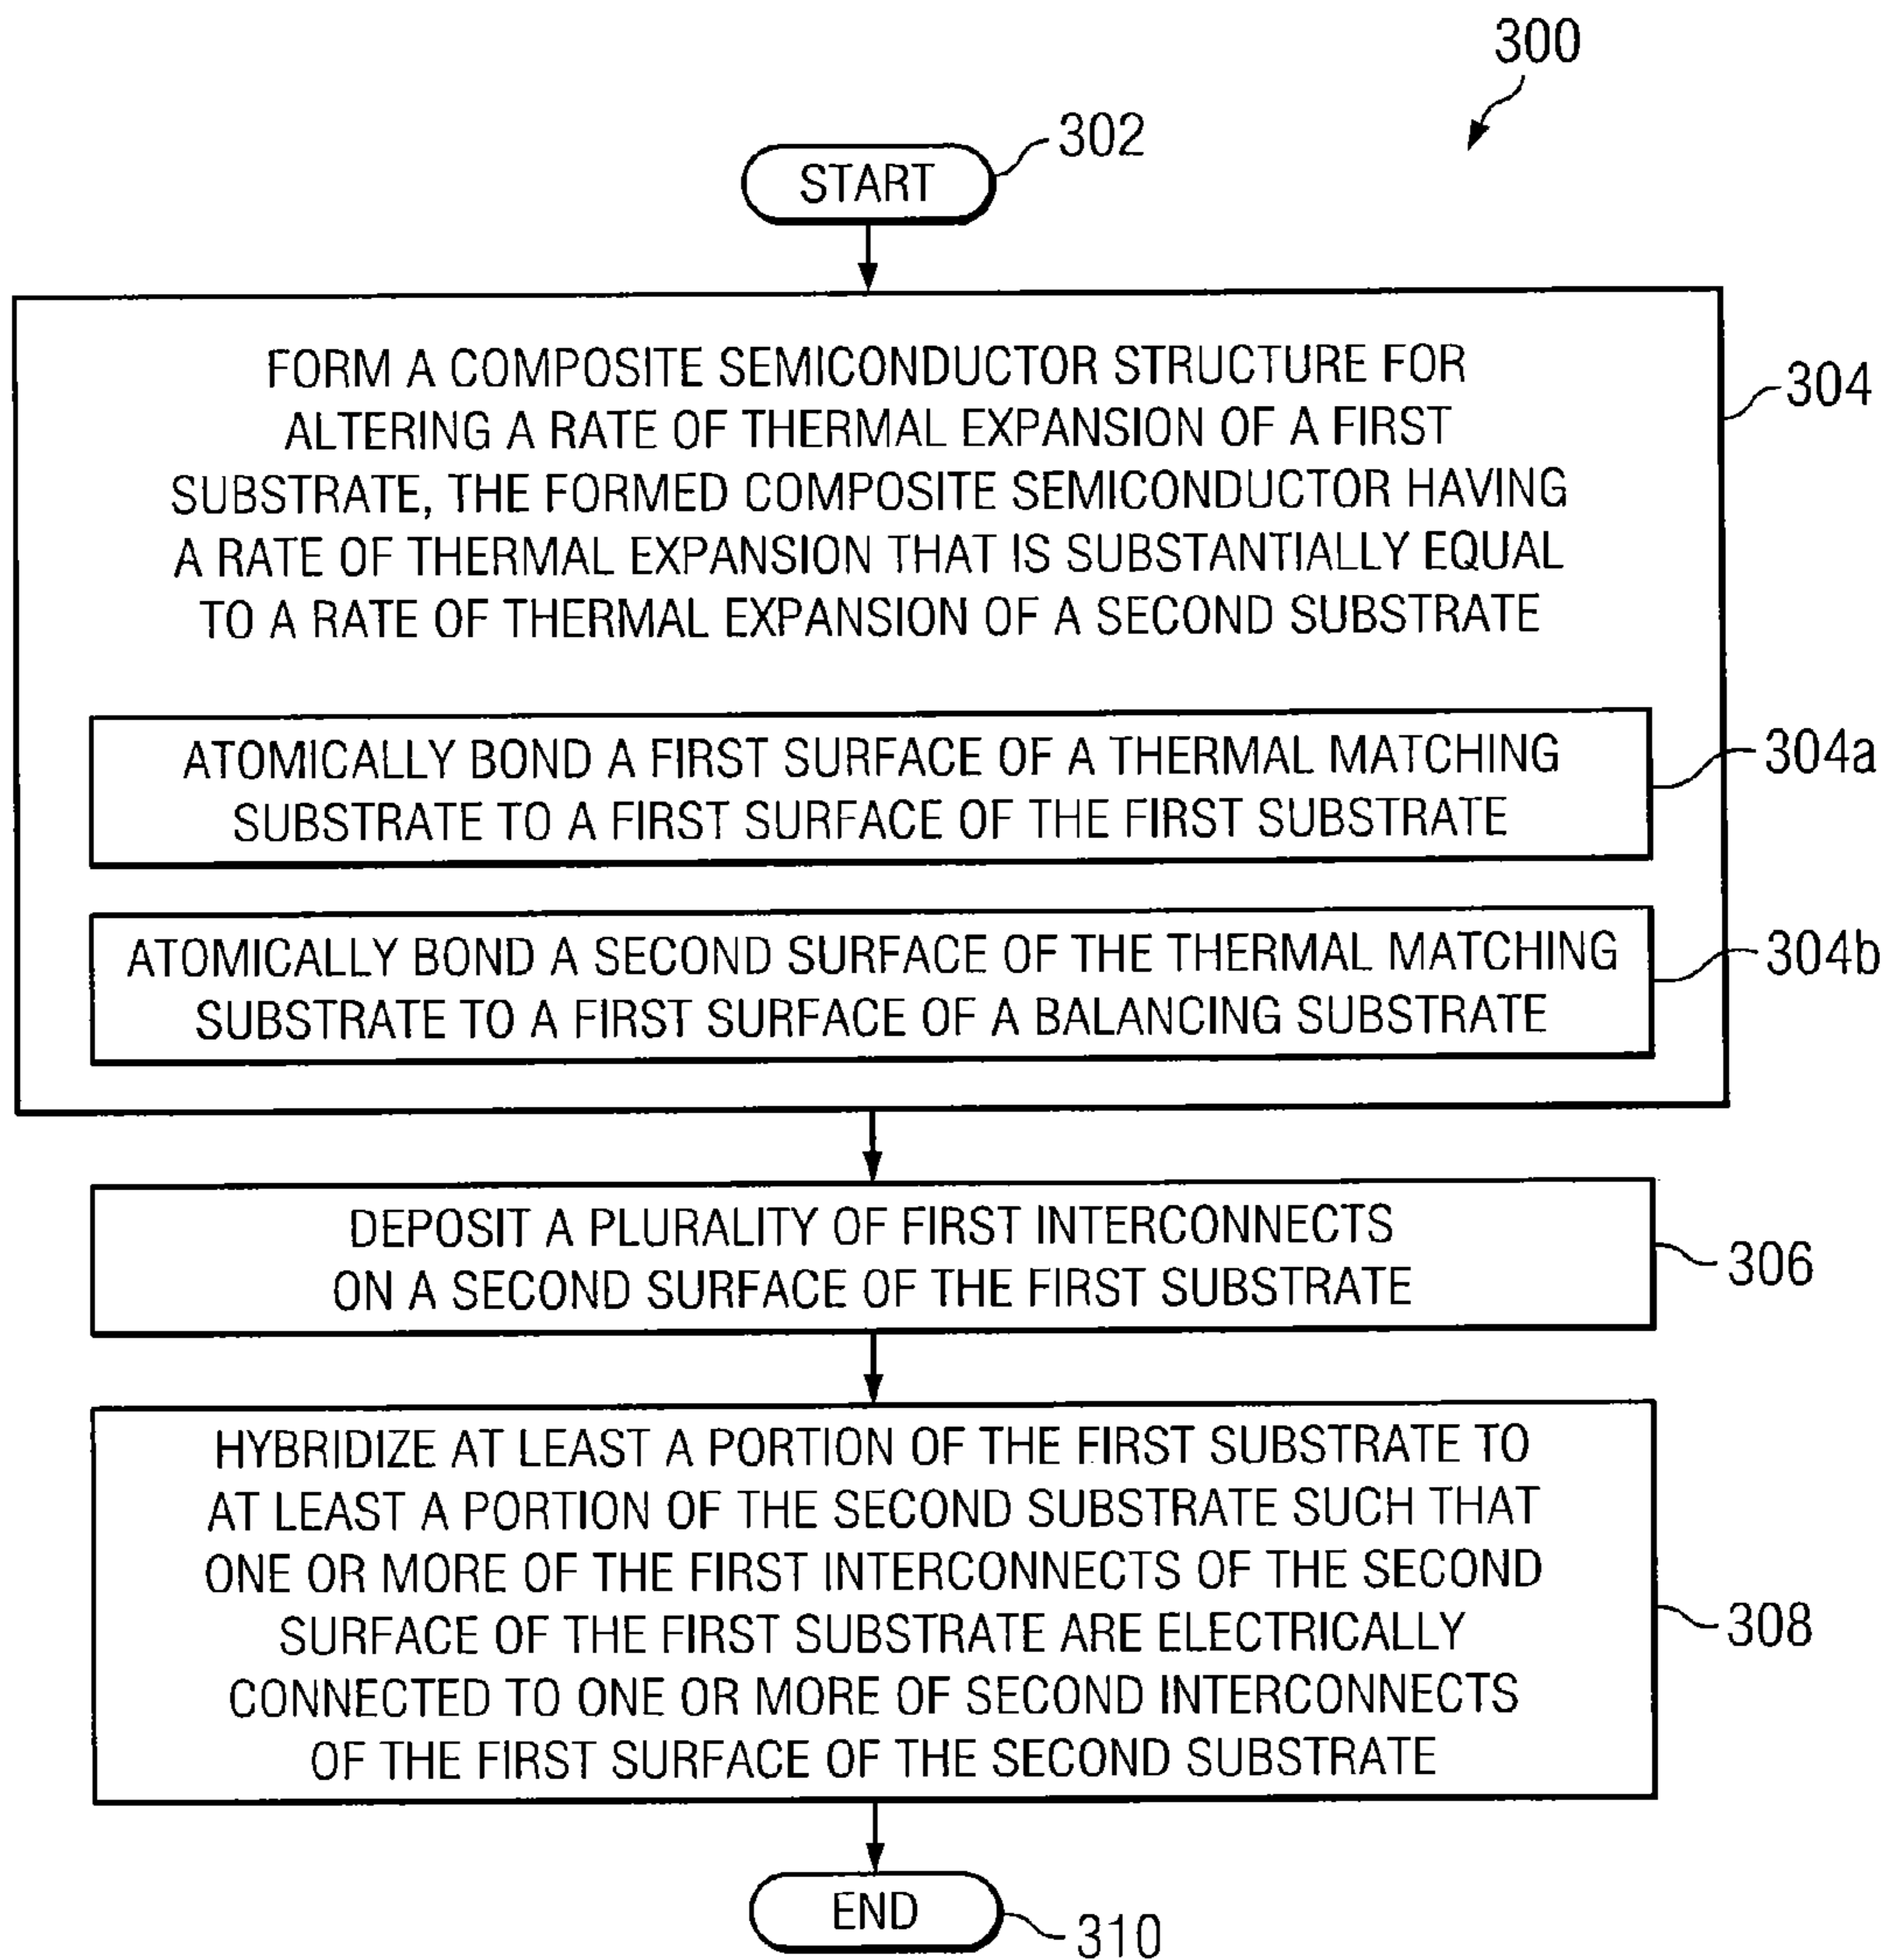 300
START
302
FORM A COMPOSITE SEMICONDUCTOR STRUCTURE FOR
ALTERING A RATE OF THERMAL EXPANSION OF A FIRST
SUBSTRATE, THE FORMED COMPOSITE SEMICONDUCTOR HAVING
A RATE OF THERMAL EXPANSION THAT IS SUBSTANTIALLY EQUAL
TO A RATE OF THERMAL EXPANSION OF A SECOND SUBSTRATE
304
ATOMICALLY BOND A FIRST SURFACE OF A THERMAL MATCHING
SUBSTRATE TO A FIRST SURFACE OF THE FIRST SUBSTRATE
304a
ATOMICALLY BOND A SECOND SURFACE OF THE THERMAL MATCHING
SUBSTRATE TO A FIRST SURFACE OF A BALANCING SUBSTRATE
304b
DEPOSIT A PLURALITY OF FIRST INTERCONNECTS
ON A SECOND SURFACE OF THE FIRST SUBSTRATE
306
HYBRIDIZE AT LEAST A PORTION OF THE FIRST SUBSTRATE TO
AT LEAST A PORTION OF THE SECOND SUBSTRATE SUCH THAT
ONE OR MORE OF THE FIRST INTERCONNECTS OF THE SECOND
SURFACE OF THE FIRST SUBSTRATE ARE ELECTRICALLY
CONNECTED TO ONE OR MORE OF SECOND INTERCONNECTS
OF THE FIRST SURFACE OF THE SECOND SUBSTRATE
308
END
310